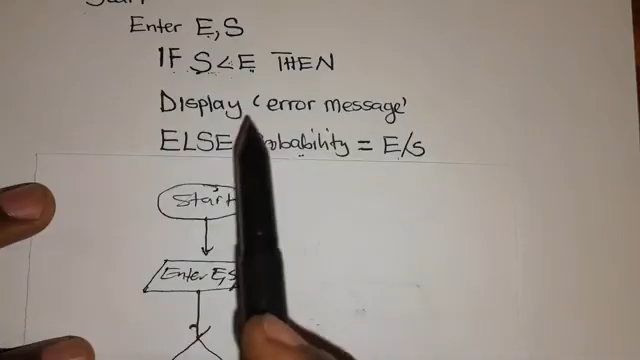 Enter E,S
IF S<E THEN
Display 'error message'
ELSE = E/S
Start
Enter E,S